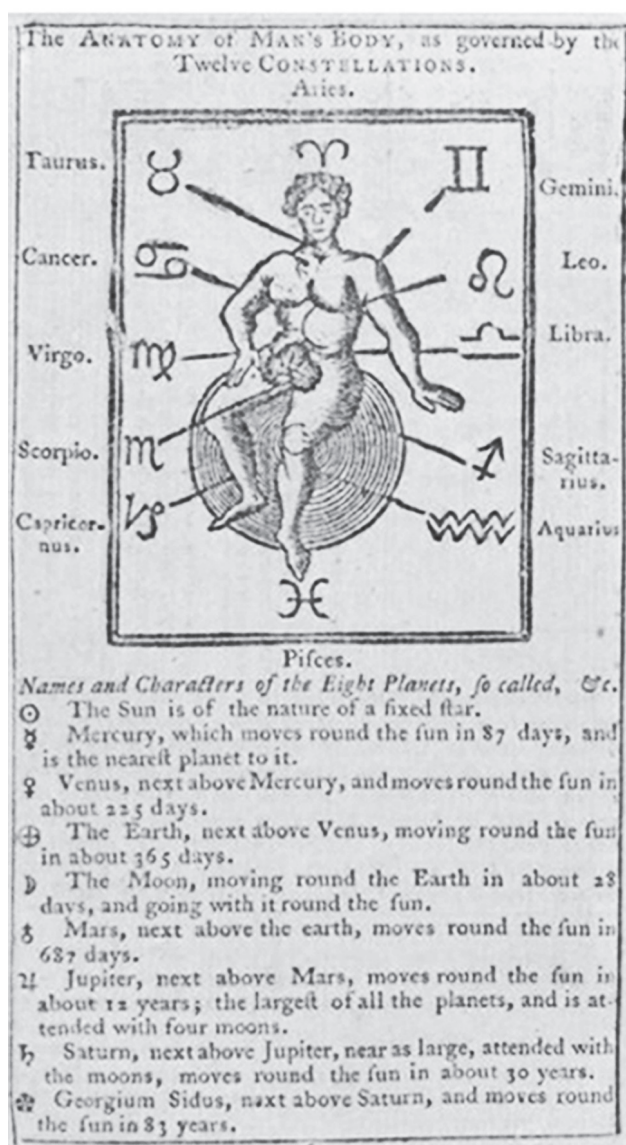 The ANATOMY of MAN'S BODY, as governed by the
Twelve CONSTELLATIONS.
Aries.
Taurus.
Gemini.
Cancer.
Leo.
Libra.
Virgo.
Scorpio.
Sagitta-
rius.
Capricor-
nus.
Aquarius
Piſces.
Names and Characters of the Eight Planets, ſo called, &c.
☉ The Sun is of the nature of a fixed ſtar.
☿ Mercury, which moves round the ſun in 87 days, and
is the neareſt planet to it.
♀ Venus, next above Mercury, and moves round the ſun in
about 225 days.
⊕ The Earth, next above Venus, moving round the ſun
in about 365 days.
☽ The Moon, moving round the Earth in about 28
days, and going with it round the ſun.
♂ Mars, next above the earth, moves round the ſun in
687 days.
♃ Jupiter, next above Mars, moves round the ſun in
about 12 years; the largeſt of all the planets, and is at-
tended with four moons.
♄ Saturn, next above Jupiter, near as large, attended with
the moons, moves round the ſun in about 30 years.
Georgium Sidus, next above Saturn, and moves round
the ſun in 83 years.